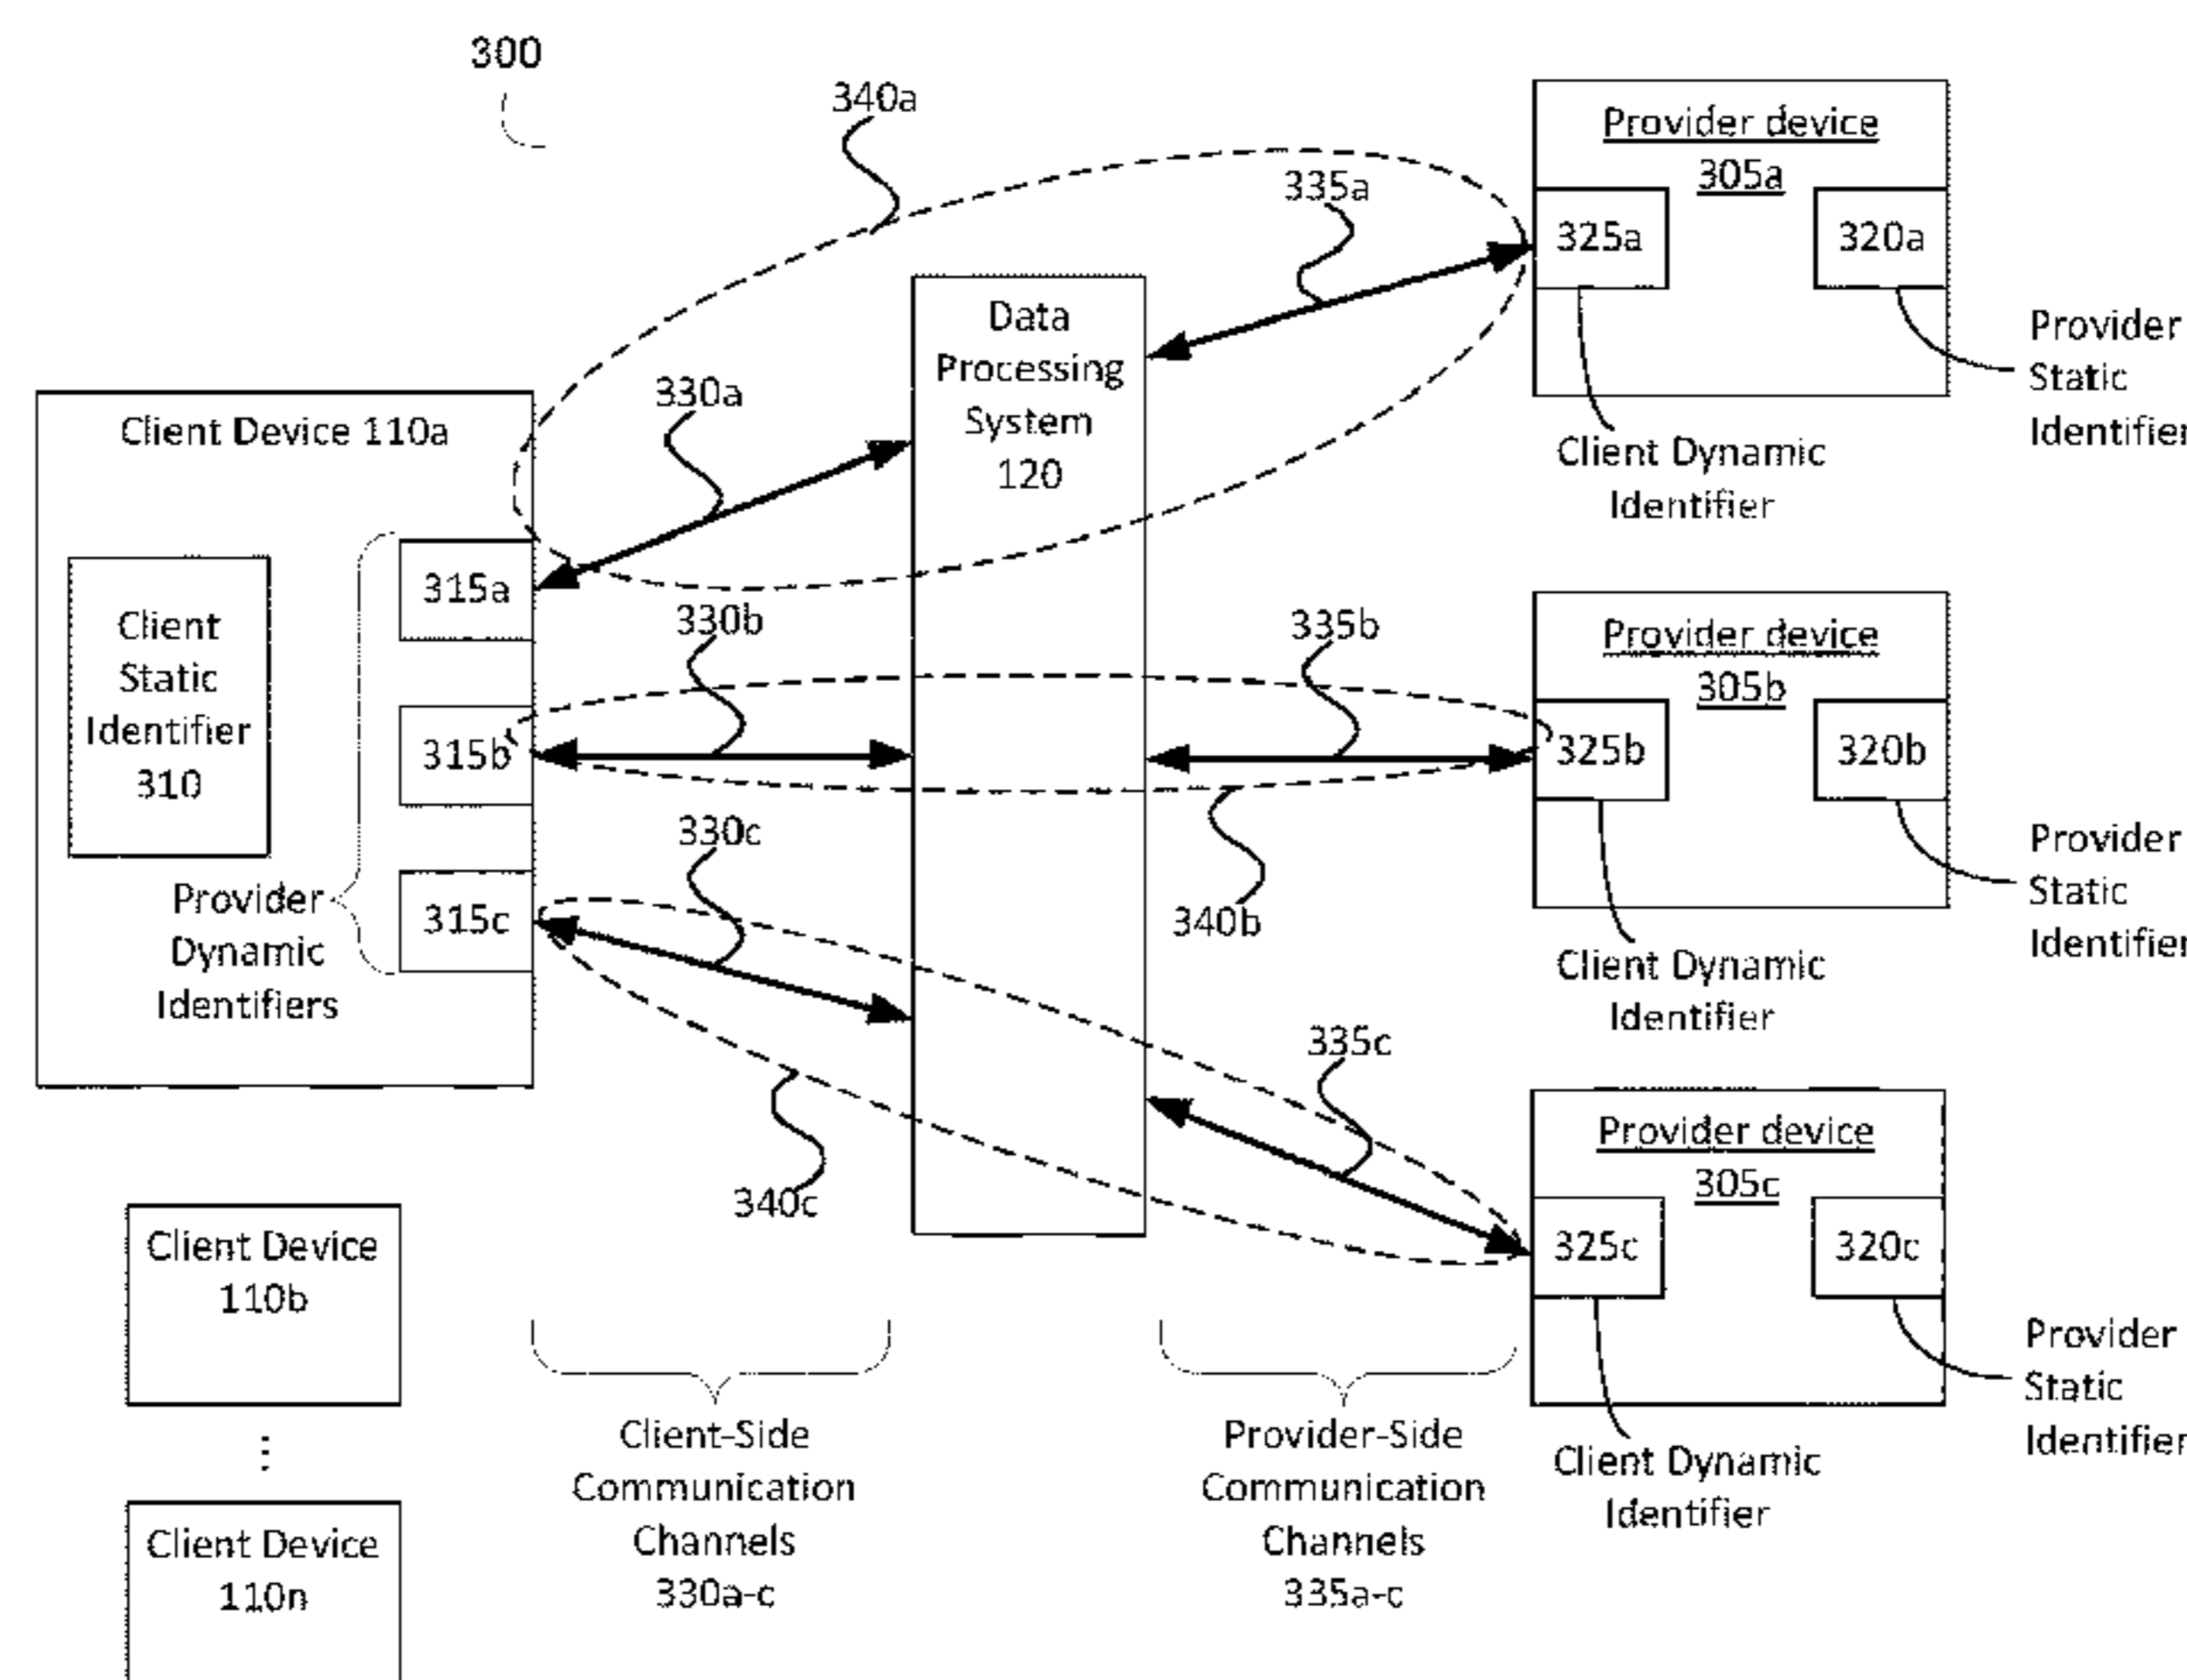 300
340a
335a
330a
Provider device
305a
325a
320a
Provider
Static
Identifier
Client Dynamic
Identifier
Data
Processing
System
120
Client Device 110a
Client
Static
Identifier
310
315a
315b
315c
Provider
Dynamic
Identifiers
330b
335b
330c
340b
335c
340c
Provider device
305b
325b
320b
Provider
Static
Identifier
Client Dynamic
Identifier
Provider device
305c
325c
320c
Provider
Static
Identifier
Client Dynamic
Identifier
Client Device
110b
⋮
Client Device
110n
Client-Side
Communication
Channels
330a-c
Provider-Side
Communication
Channels
335a-c